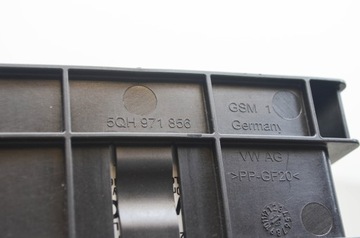 5QH 971 856
GSM 1
Germany
VW AG
>PP-GF20<